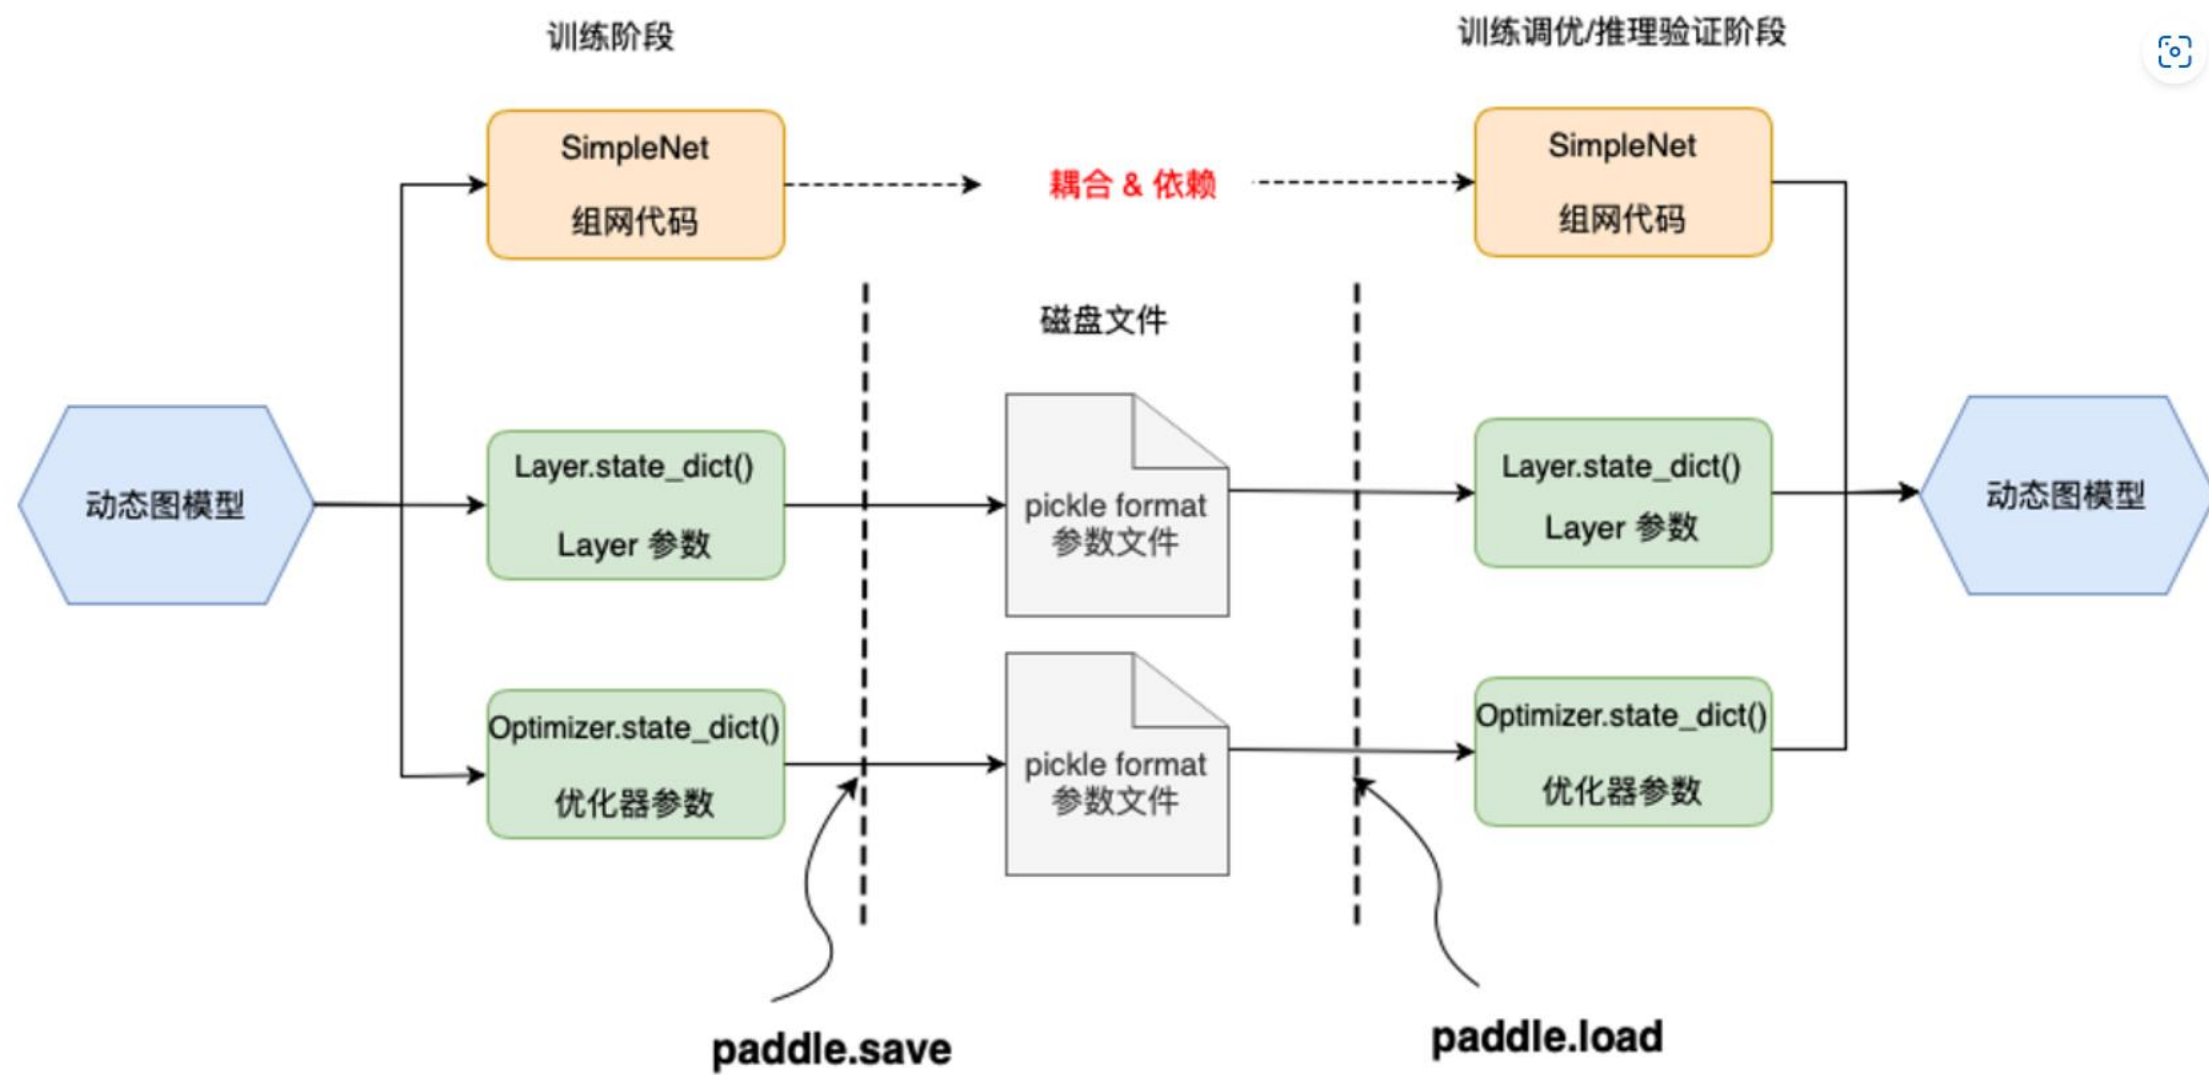 训练阶段
训练调优/推理验证阶段
SimpleNet
组网代码
耦合 & 依赖
SimpleNet
组网代码
磁盘文件
动态图模型
Layer.state_dict()
Layer 参数
pickle format
参数文件
Layer.state_dict()
Layer 参数
动态图模型
Optimizer.state_dict()
优化器参数
pickle format
参数文件
Optimizer.state_dict()
优化器参数
paddle.save
paddle.load